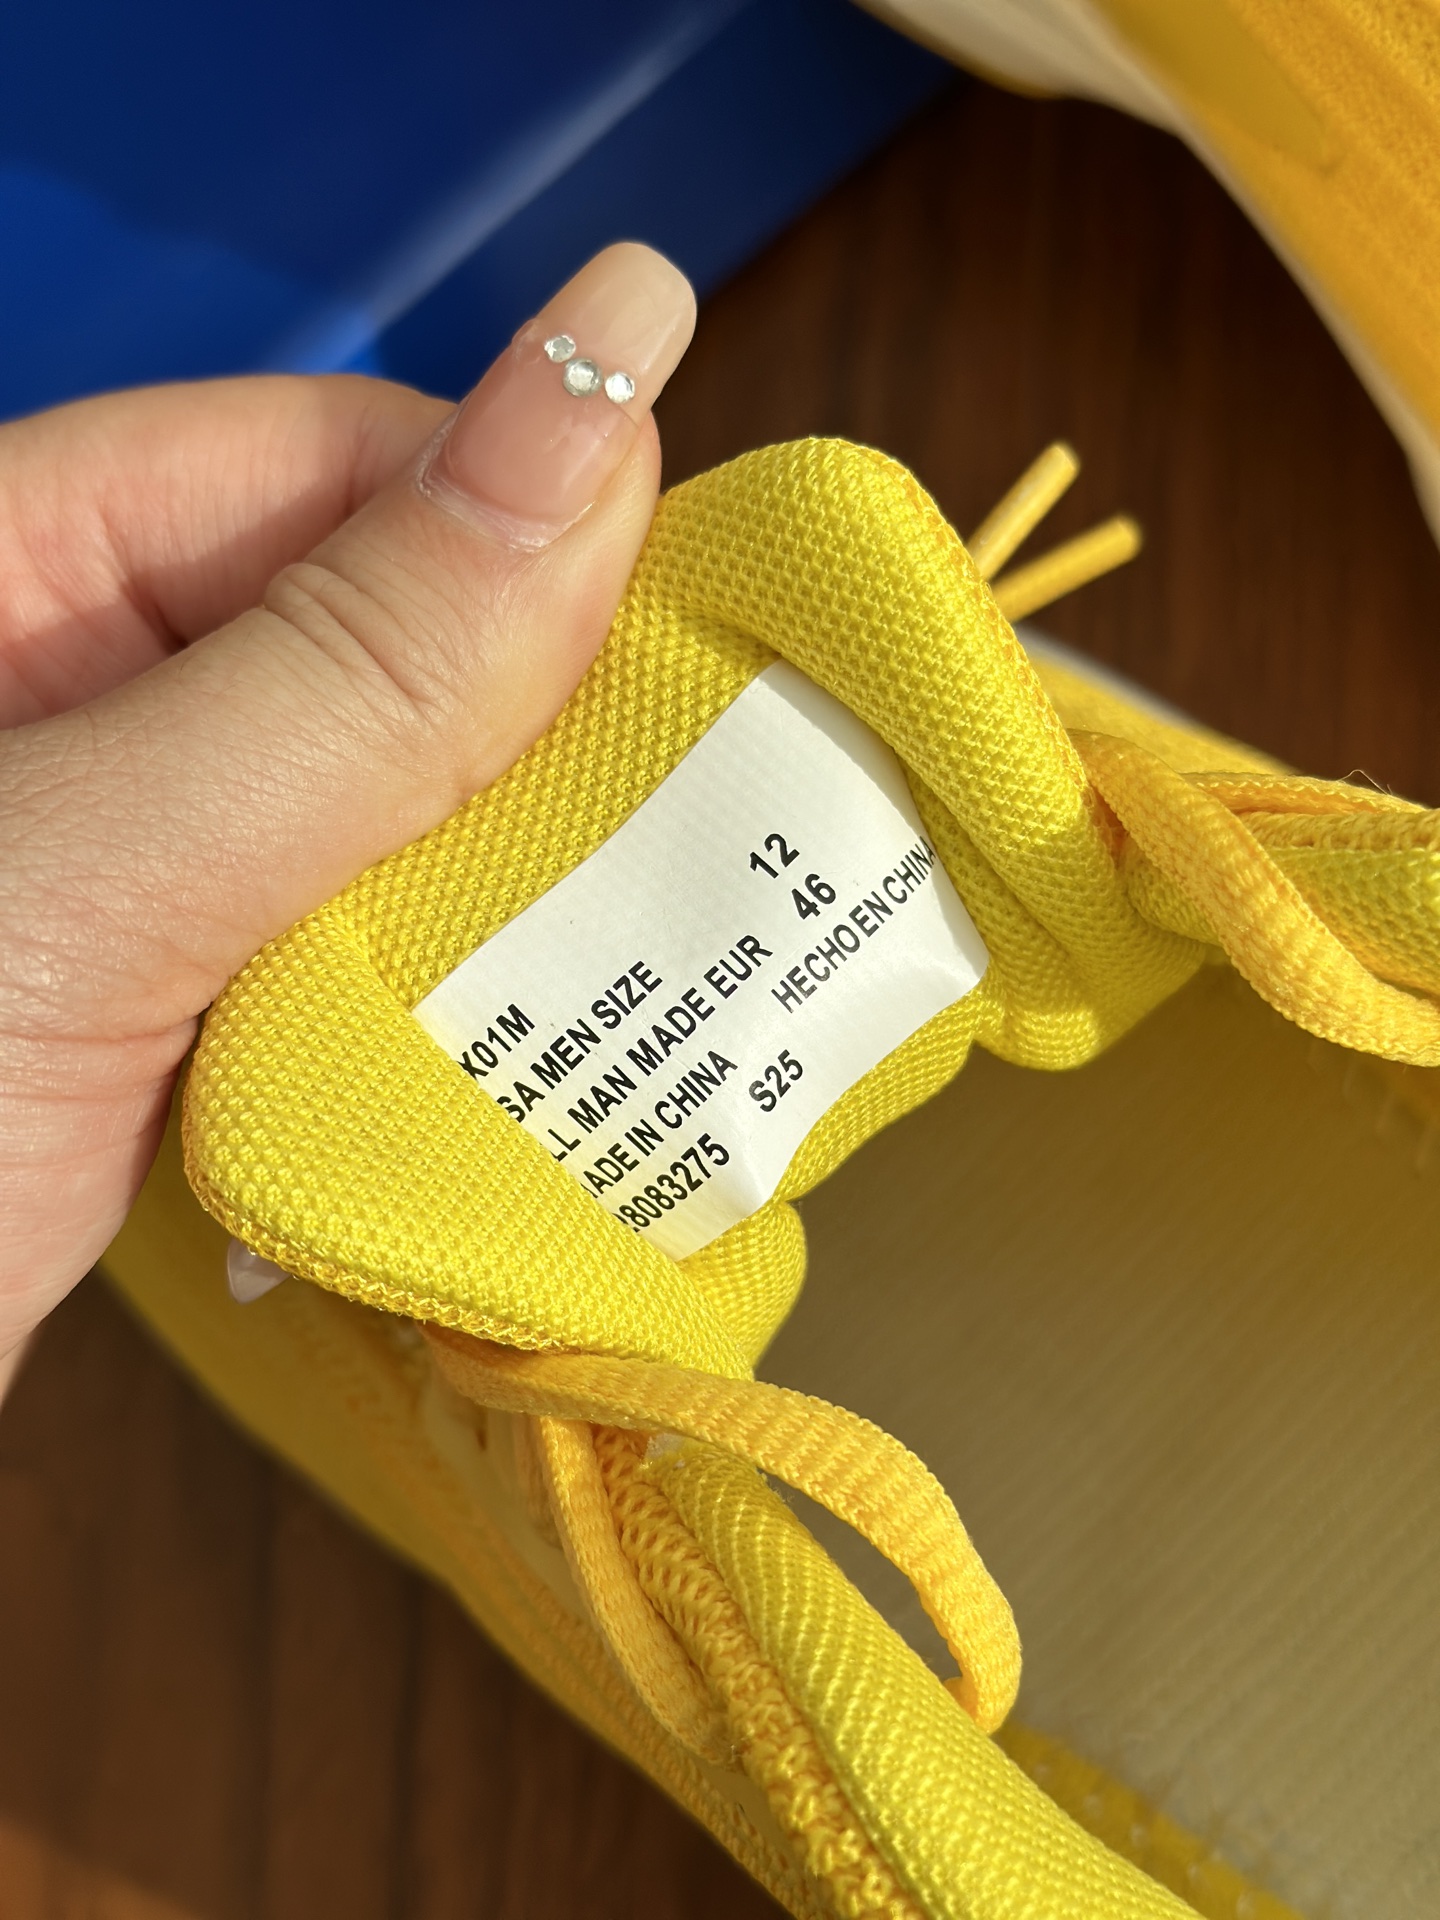 K01M
SA MEN SIZE 12
LL MAN MADE EUR 46
ADE IN CHINA HECHO EN CHINA
8083275 S25